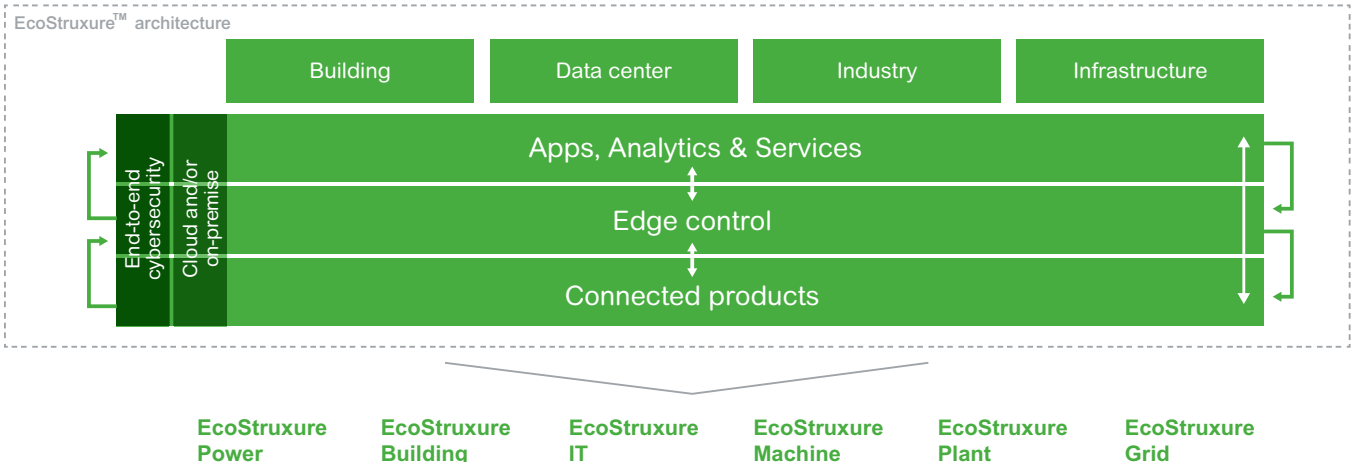 EcoStruxure™ architecture
Building
Data center
Industry
Infrastructure
End-to-end
cybersecurity
Cloud and/or
on-premise
Apps, Analytics & Services
Edge control
Connected products
EcoStruxure
Power
EcoStruxure
Building
EcoStruxure
IT
EcoStruxure
Machine
EcoStruxure
Plant
EcoStruxure
Grid